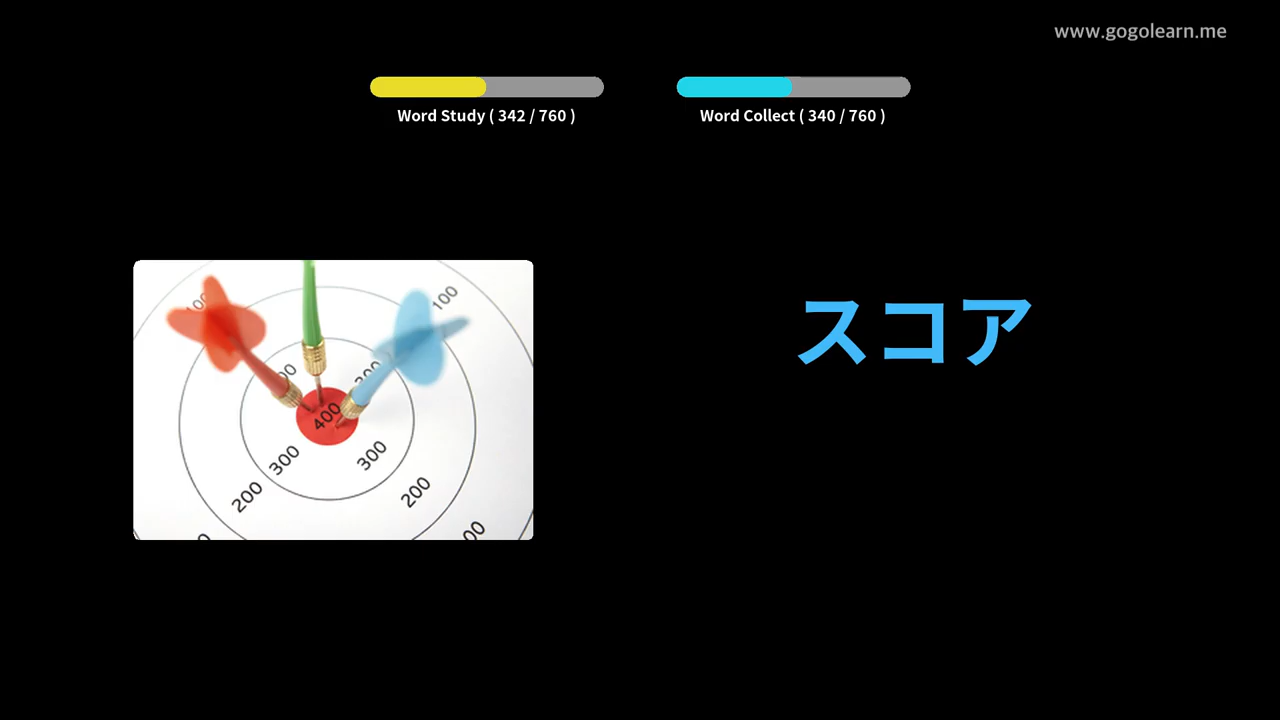 www.gogolearn.me
Word Study ( 342 / 760 )
Word Collect ( 340 / 760 )
スコア
100
100
400
300
300
200
200